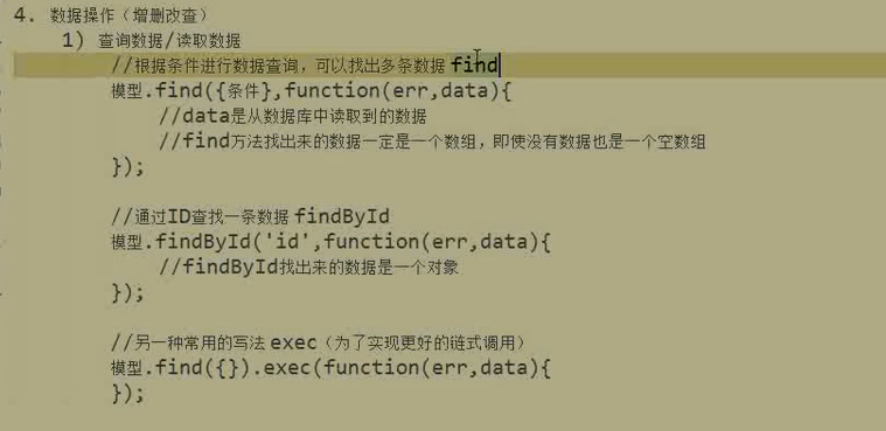 4. 数据操作（增删改查）
1) 查询数据/读取数据
//根据条件进行数据查询，可以找出多条数据 find
模型.find({条件},function(err,data){
//data是从数据库中读取到的数据
//find方法找出来的数据一定是一个数组，即使没有数据也是一个空数组
});
//通过ID查找一条数据 findById
模型.findById('id',function(err,data){
//findById找出来的数据是一个对象
});
//另一种常用的写法 exec（为了实现更好的链式调用）
模型.find({}).exec(function(err,data){
});